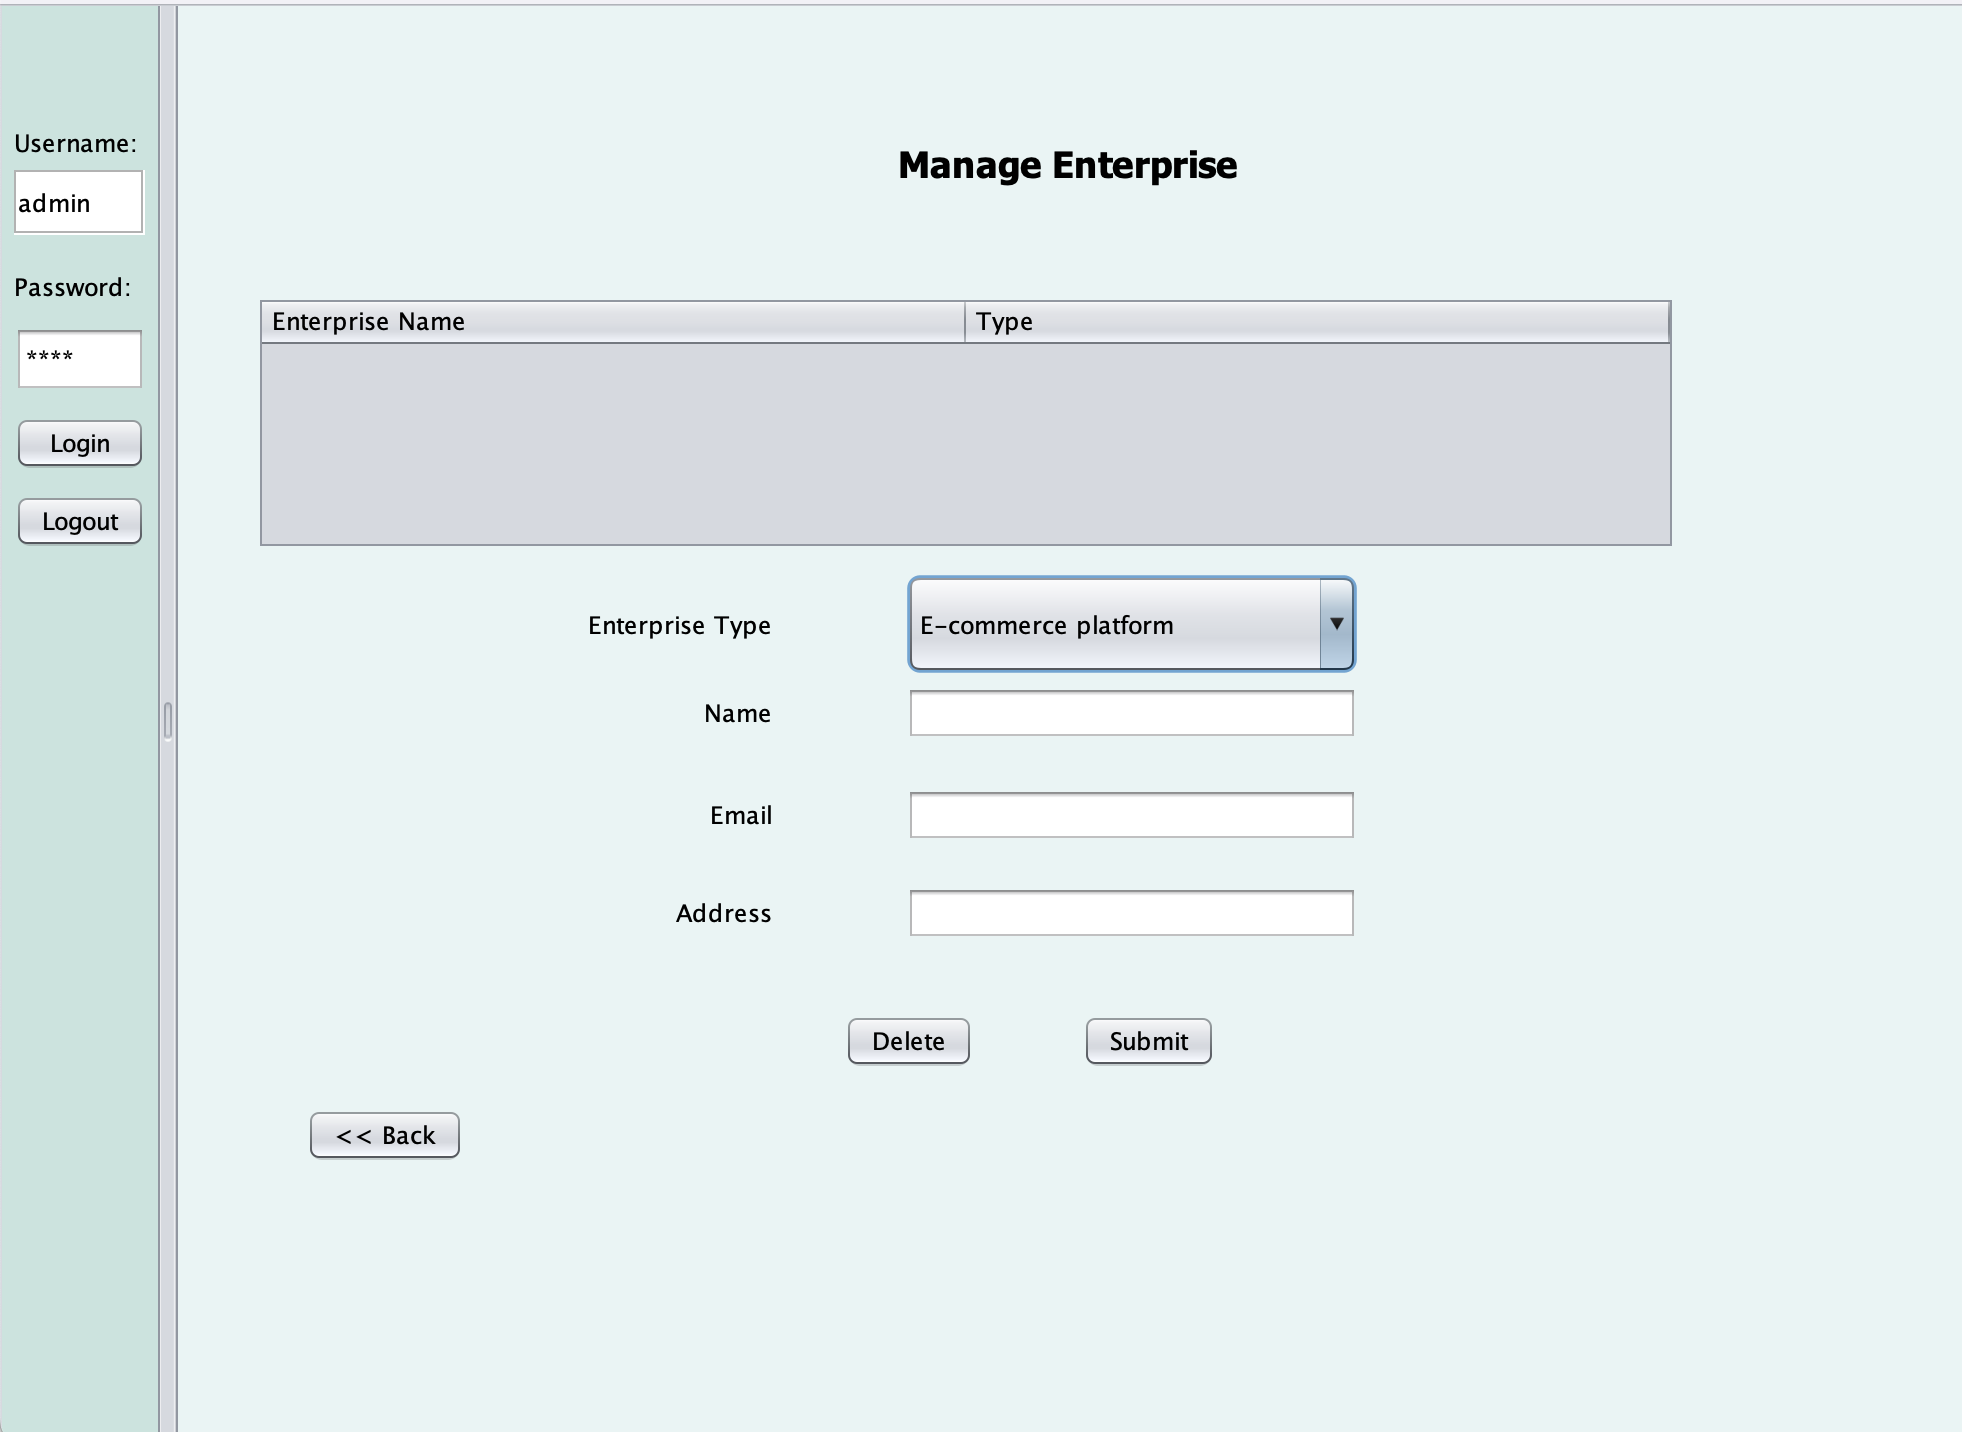 Username:
admin
Password:
****
Login
Logout
Manage Enterprise
Enterprise Name
Type
Enterprise Type
E-commerce platform
Name
Email
Address
Delete
Submit
<< Back